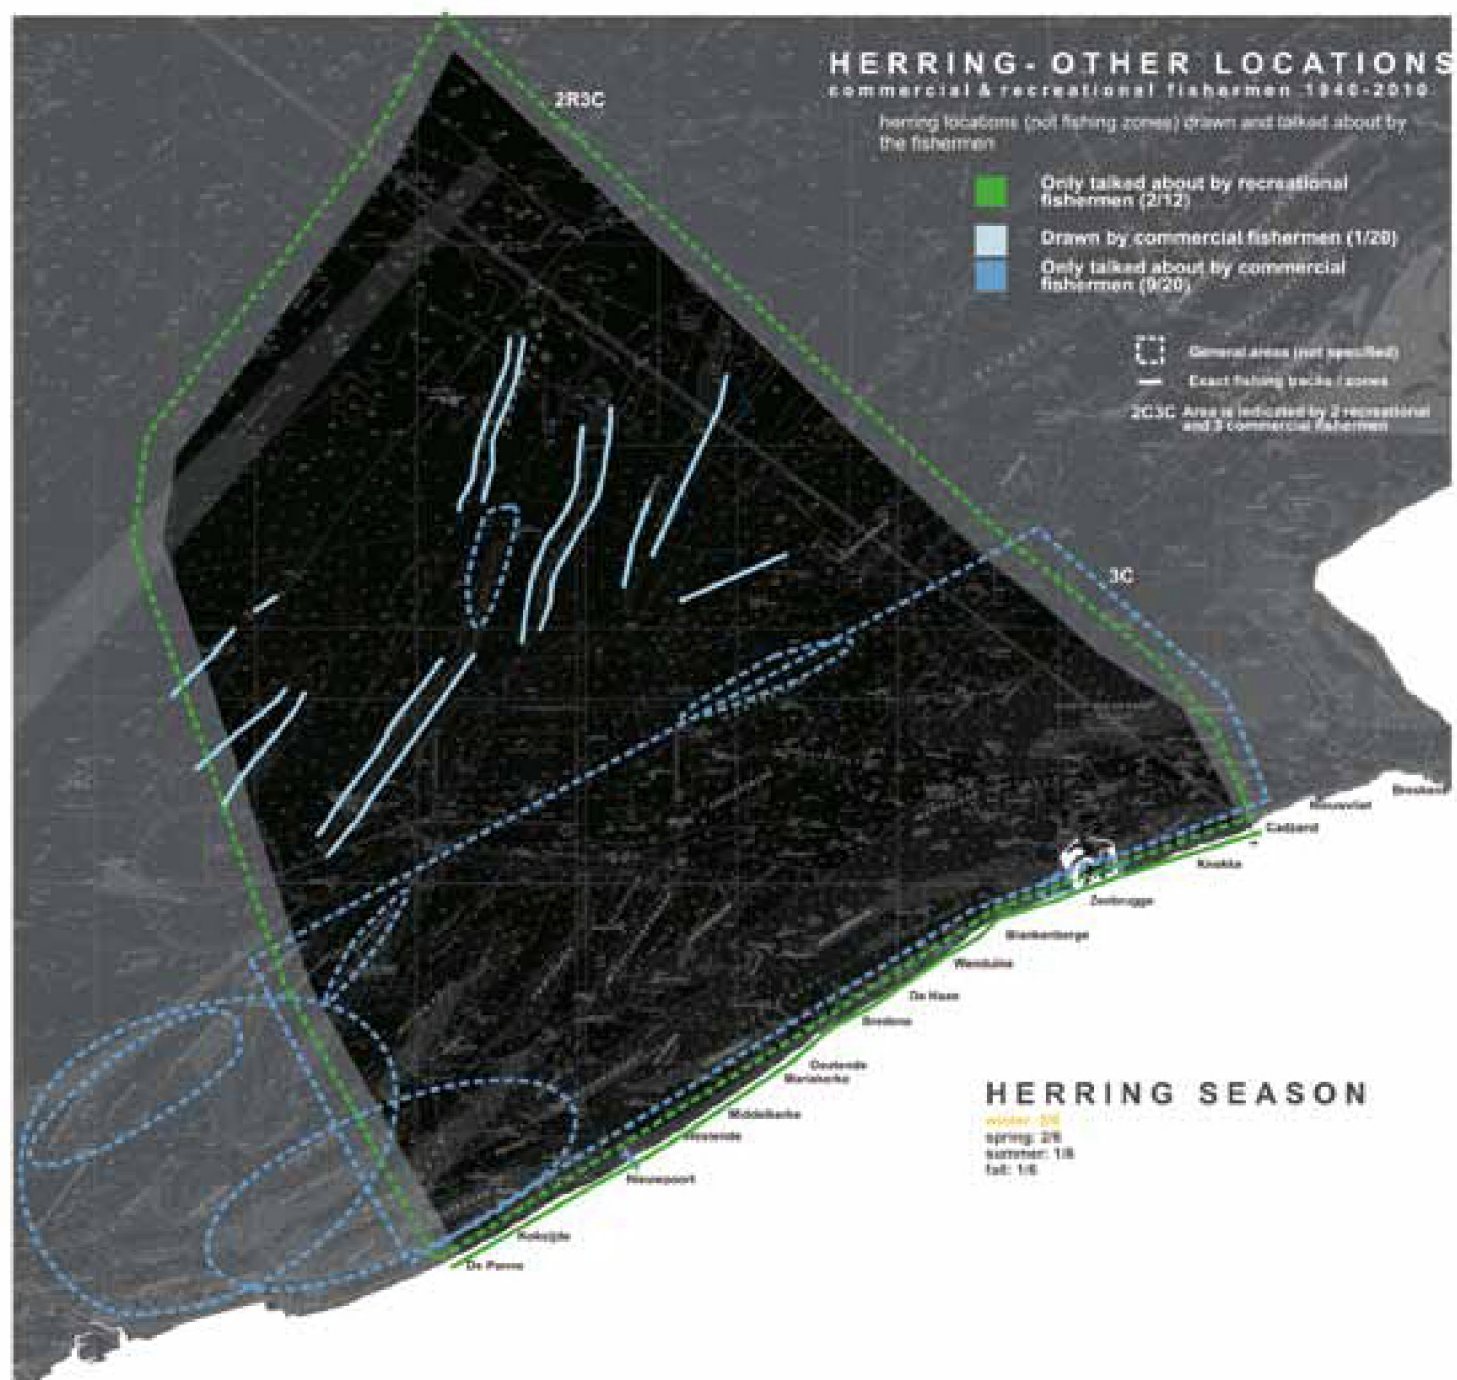 HERRING- OTHER LOCATIONS
commercial & recreational fishermen 1940-2010
herring locations (not fishing zones) drawn and talked about by
the fishermen
2R3C
Only talked about by recreational
fishermen (2/12)
Drawn by commercial fishermen (1/20)
Only talked about by commercial
fishermen (9/20)
General areas (not specified)
Exact fishing tracks / zones
2C3C Area is indicated by 2 recreational
and 3 commercial fishermen
3C
Breskens
Nieuwvliet
Cadzand
Knokke
Zeebrugge
Blankenberge
Wenduine
De Haan
Bredene
Oostende
Mariakerke
Middelkerke
Westende
Nieuwpoort
Koksijde
De Panne
HERRING SEASON
winter:
spring: 2/6
summer: 1/6
fall: 1/6